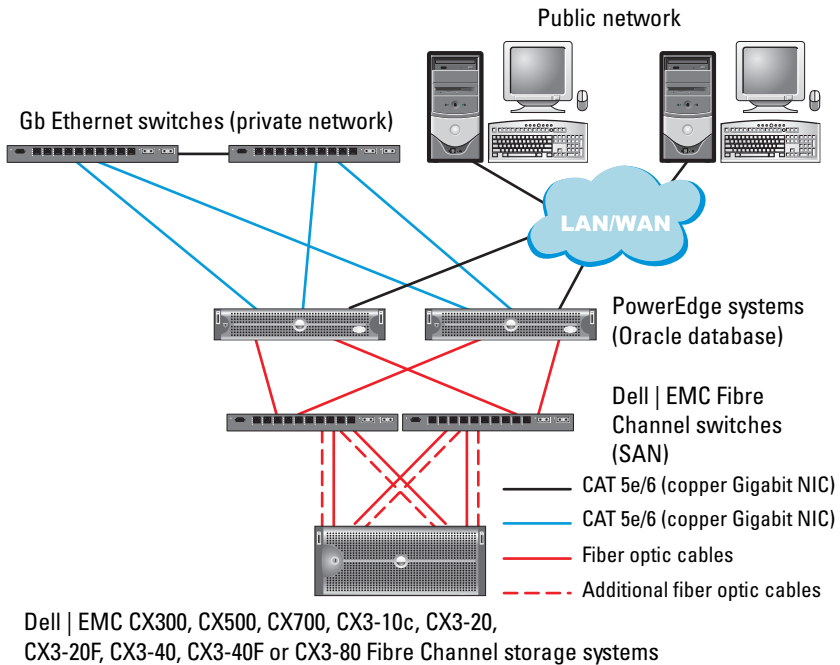 Public network
Gb Ethernet switches (private network)
LAN/WAN
PowerEdge systems
(Oracle database)
Dell | EMC Fibre
Channel switches
(SAN)
CAT 5e/6 (copper Gigabit NIC)
CAT 5e/6 (copper Gigabit NIC)
Fiber optic cables
Additional fiber optic cables
Dell | EMC CX300, CX500, CX700, CX3-10c, CX3-20,
CX3-20F, CX3-40, CX3-40F or CX3-80 Fibre Channel storage systems